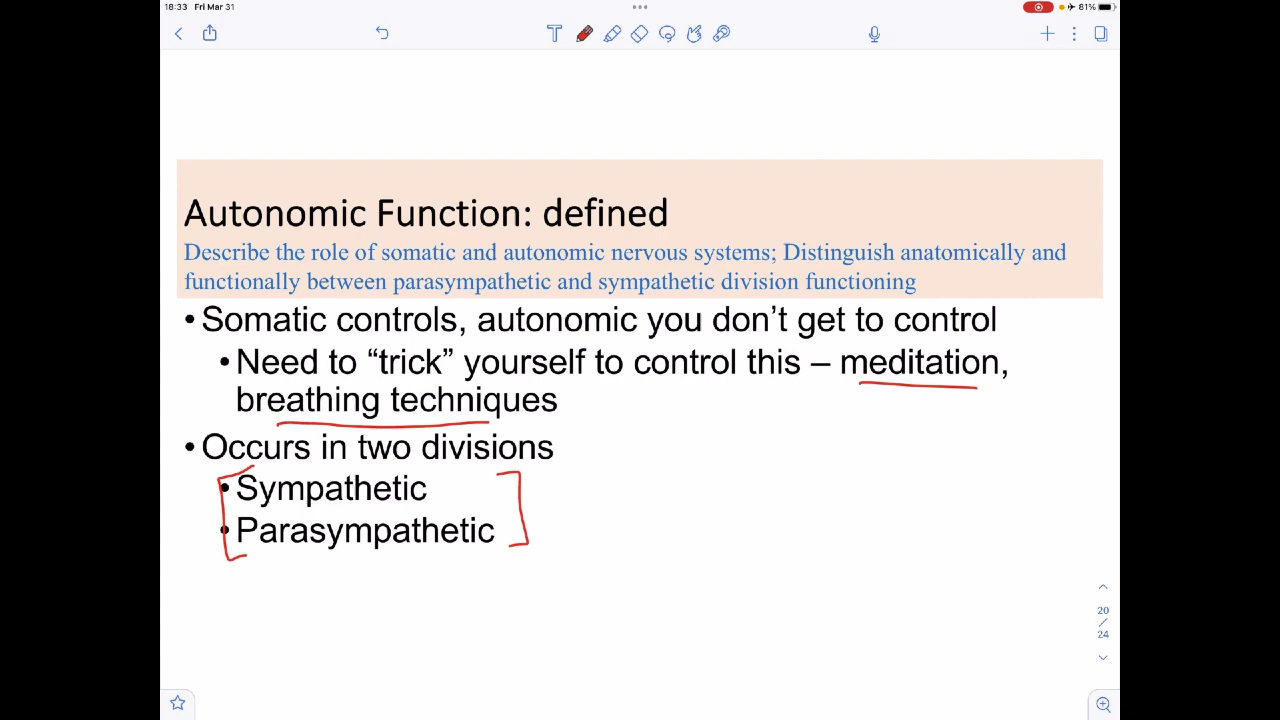 18:33 Fri Mar 31
81%
Autonomic Function: defined
Describe the role of somatic and autonomic nervous systems; Distinguish anatomically and
functionally between parasympathetic and sympathetic division functioning
•Somatic controls, autonomic you don’t get to control
•Need to “trick” yourself to control this – meditation,
breathing techniques
•Occurs in two divisions
•Sympathetic
•Parasympathetic
20
/
24